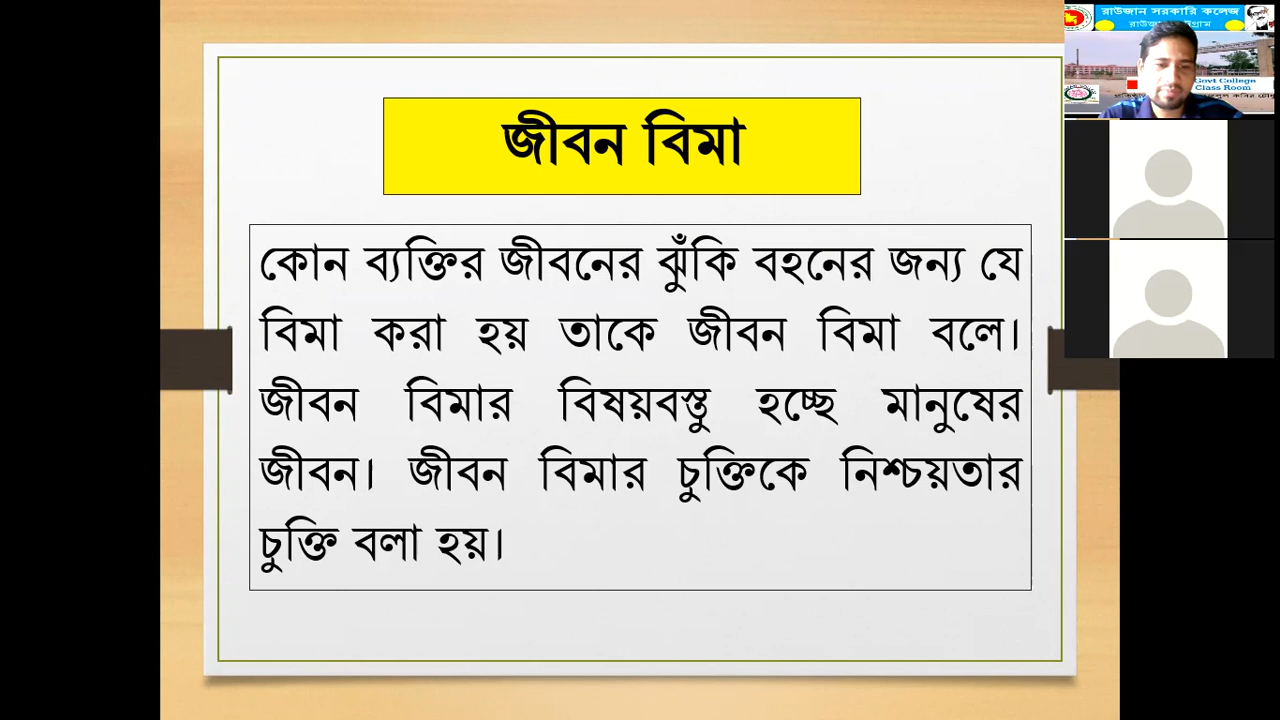 জীবন বিমা
কোন ব্যক্তির জীবনের ঝুঁকি বহনের জন্য যে
বিমা করা হয় তাকে জীবন বিমা বলে।
জীবন বিমার বিষয়বস্তু হচ্ছে মানুষের
জীবন। জীবন বিমার চুক্তিকে নিশ্চয়তার
চুক্তি বলা হয়।
রাউজান সরকারি কলেজ
Govt College
Class Room